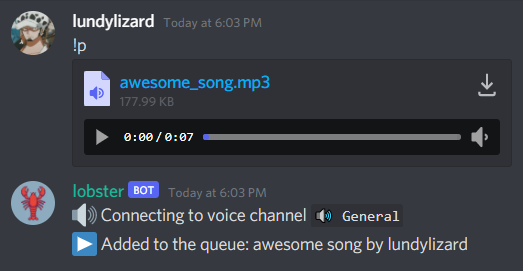 lundylizard Today at 6:03 PM
!p
awesome_song.mp3
177.99 KB
0:00/0:07
lobster BOT Today at 6:03 PM
Connecting to voice channel General
Added to the queue: awesome song by lundylizard